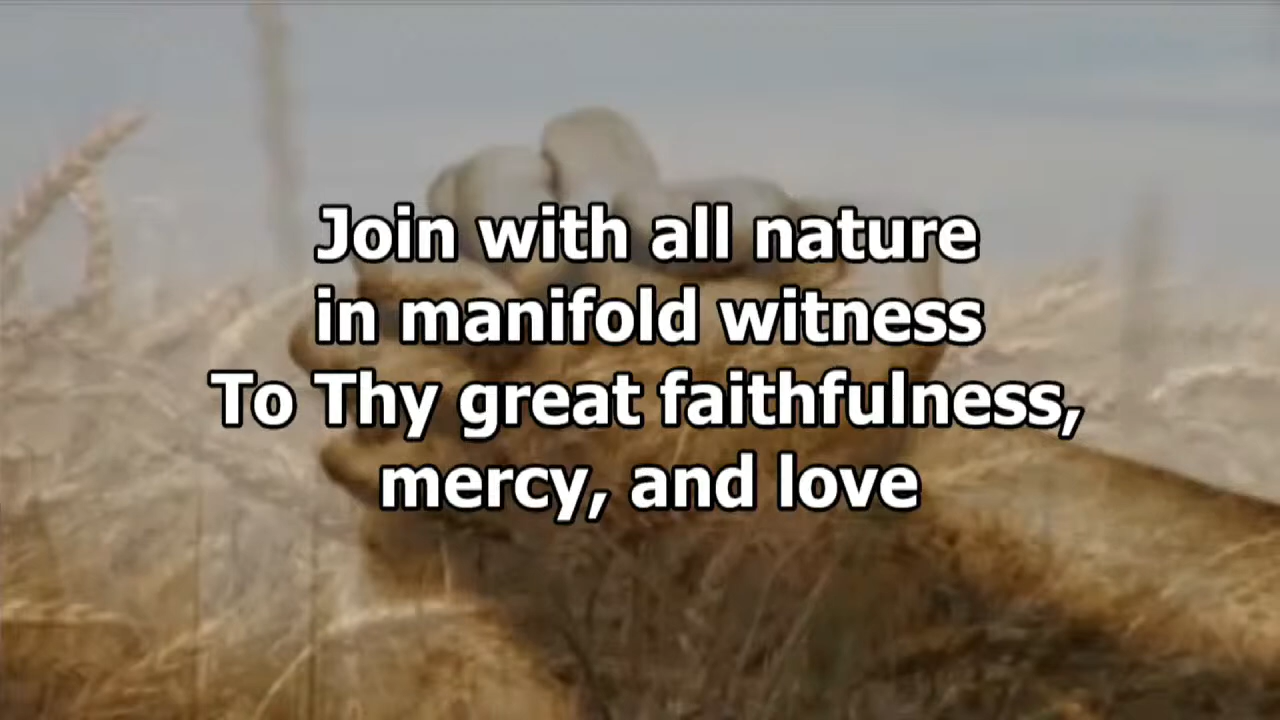 Join with all nature
in manifold witness
To Thy great faithfulness,
mercy, and love